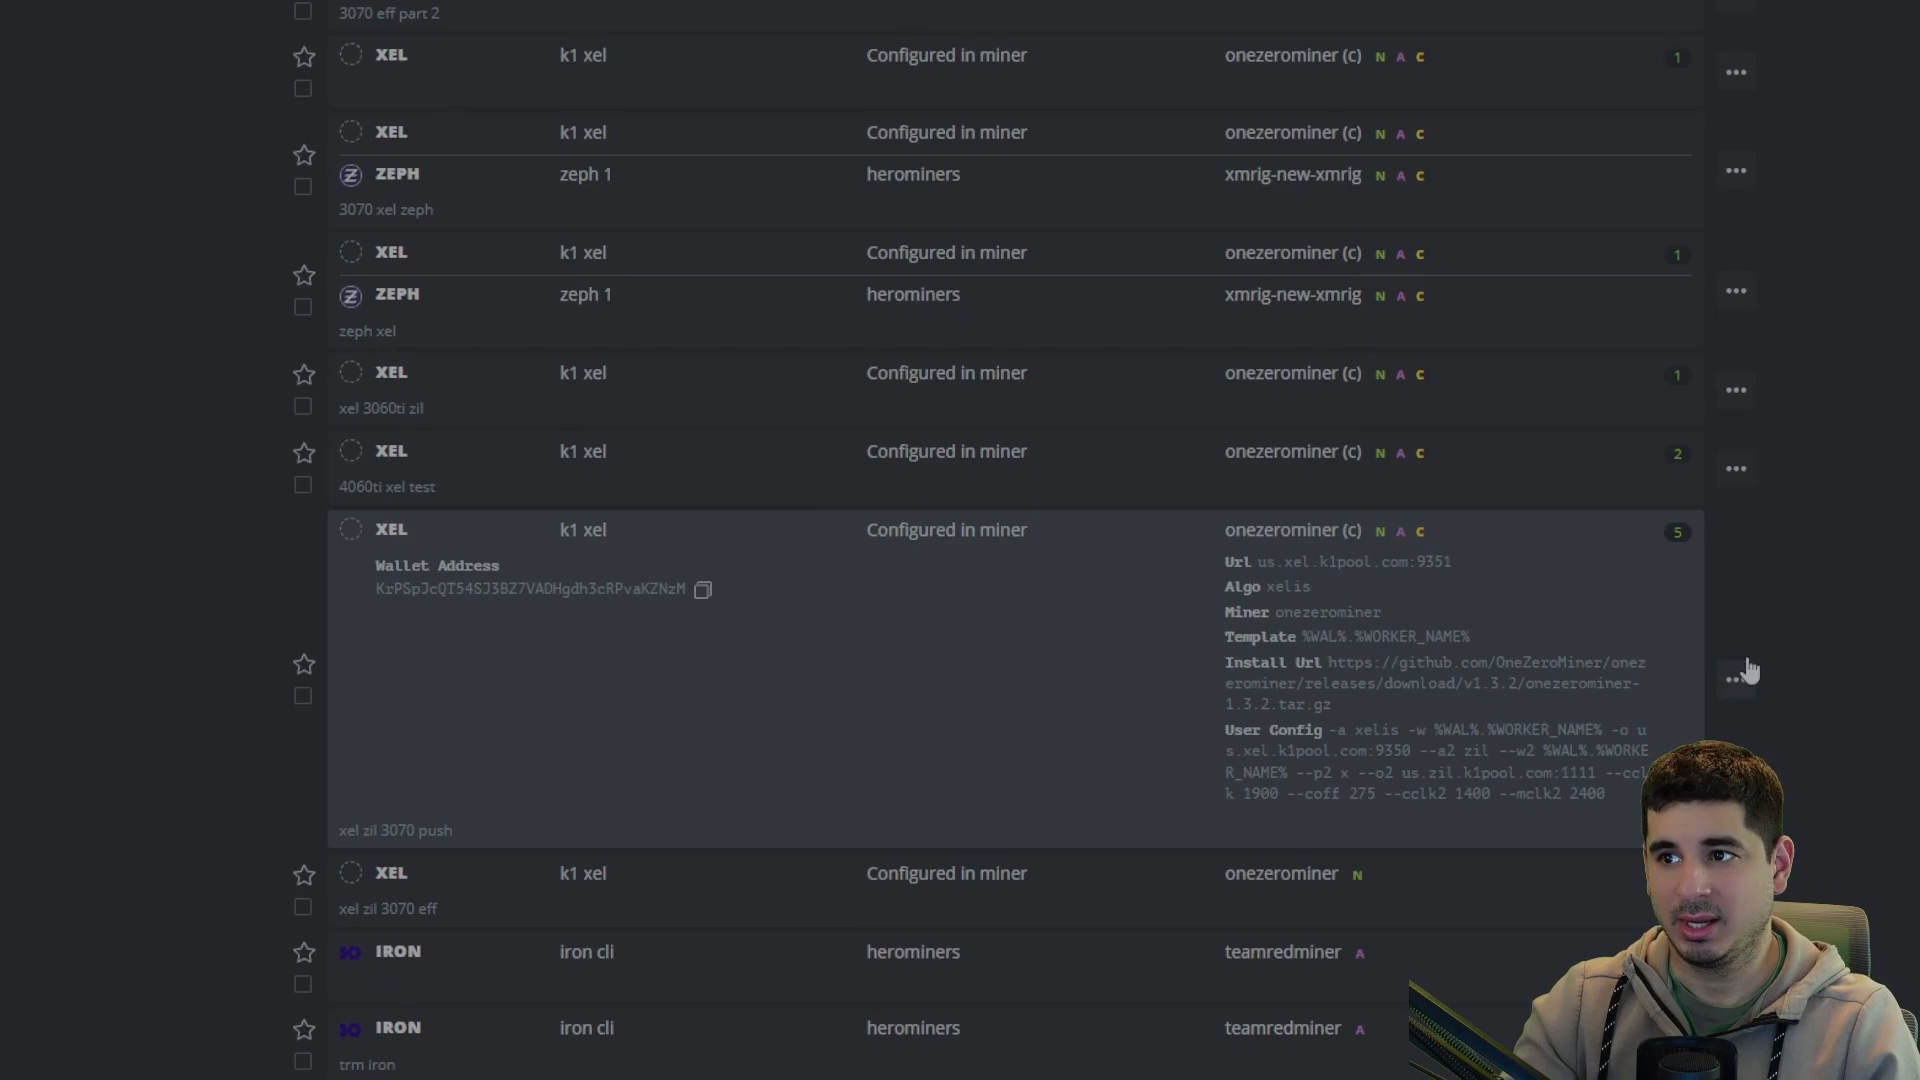 3070 eff part 2
XEL k1 xel Configured in miner onezerominer (c) N A C 1
XEL k1 xel Configured in miner onezerominer (c) N A C
ZEPH zeph 1 herominers xmrig-new-xmrig N A C
3070 xel zeph
XEL k1 xel Configured in miner onezerominer (c) N A C 1
ZEPH zeph 1 herominers xmrig-new-xmrig N A C
zeph xel
XEL k1 xel Configured in miner onezerominer (c) N A C 1
xel 3060ti zil
XEL k1 xel Configured in miner onezerominer (c) N A C 2
4060ti xel test
XEL k1 xel Configured in miner onezerominer (c) N A C 5
Wallet Address
KrPSpJcQT54SJ3BZ7VADHgdh3cRPvaKZNzM
Url us.xel.k1pool.com:9351
Algo xelis
Miner onezerominer
Template %WAL%.%WORKER_NAME%
Install Url https://github.com/OneZeroMiner/onez
erominer/releases/download/v1.3.2/onezerominer-
1.3.2.tar.gz
User Config -a xelis -w %WAL%.%WORKER_NAME% -o u
s.xel.k1pool.com:9350 --a2 zil --w2 %WAL%.%WORKE
R_NAME% --p2 x --o2 us.zil.k1pool.com:1111 --ccl
k 1900 --coff 275 --cclk2 1400 --mclk2 2400
xel zil 3070 push
XEL k1 xel Configured in miner onezerominer N
xel zil 3070 eff
IRON iron cli herominers teamredminer A
IRON iron cli herominers teamredminer A
trm iron